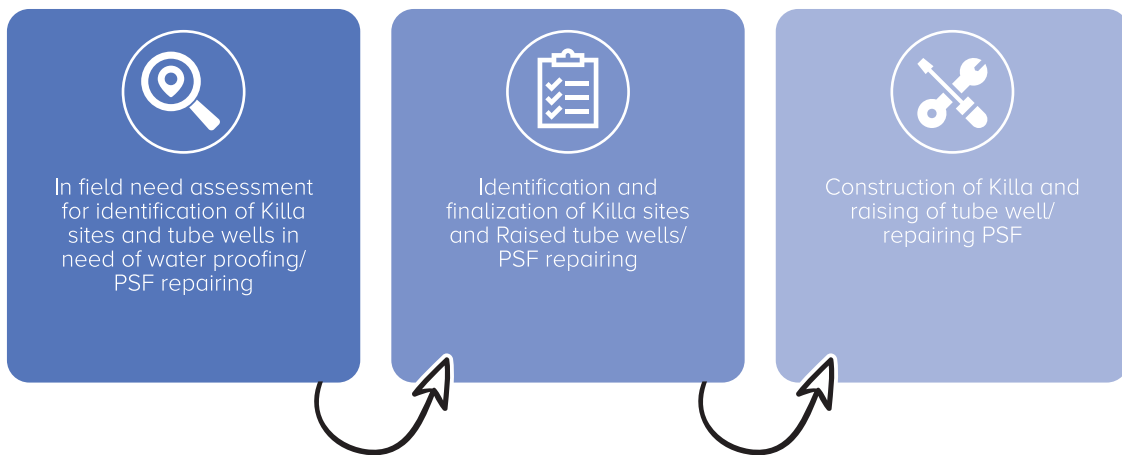 In field need assessment
for identification of Killa
sites and tube wells in
need of water proofing/
PSF repairing
Identification and
finalization of Killa sites
and Raised tube wells/
PSF repairing
Construction of Killa and
raising of tube well/
repairing PSF